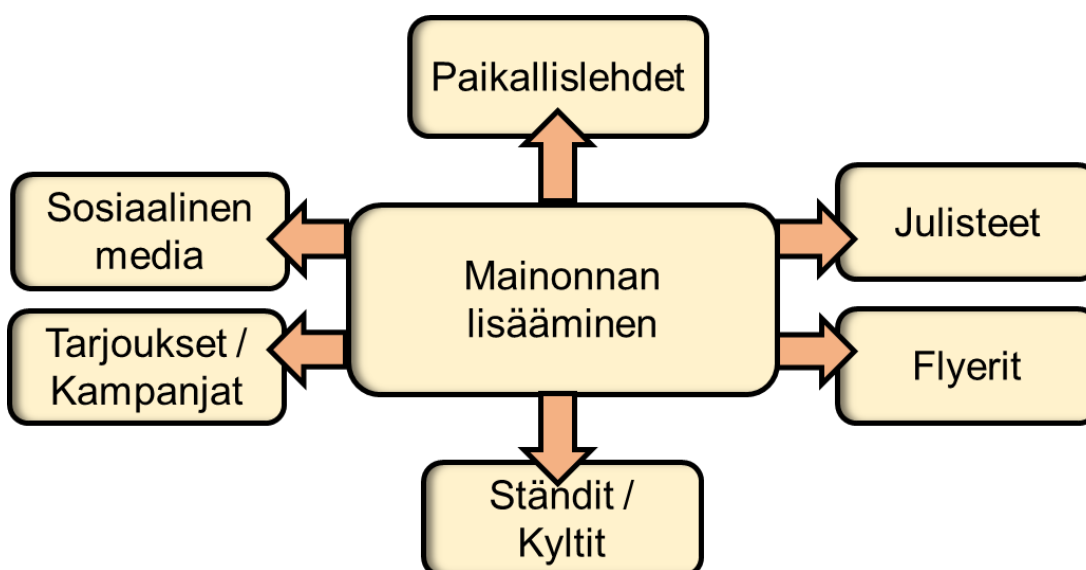 Paikallislehdet
Sosiaalinen
media
Julisteet
Mainonnan
lisääminen
Tarjoukset /
Kampanjat
Flyerit
Ständit /
Kyltit